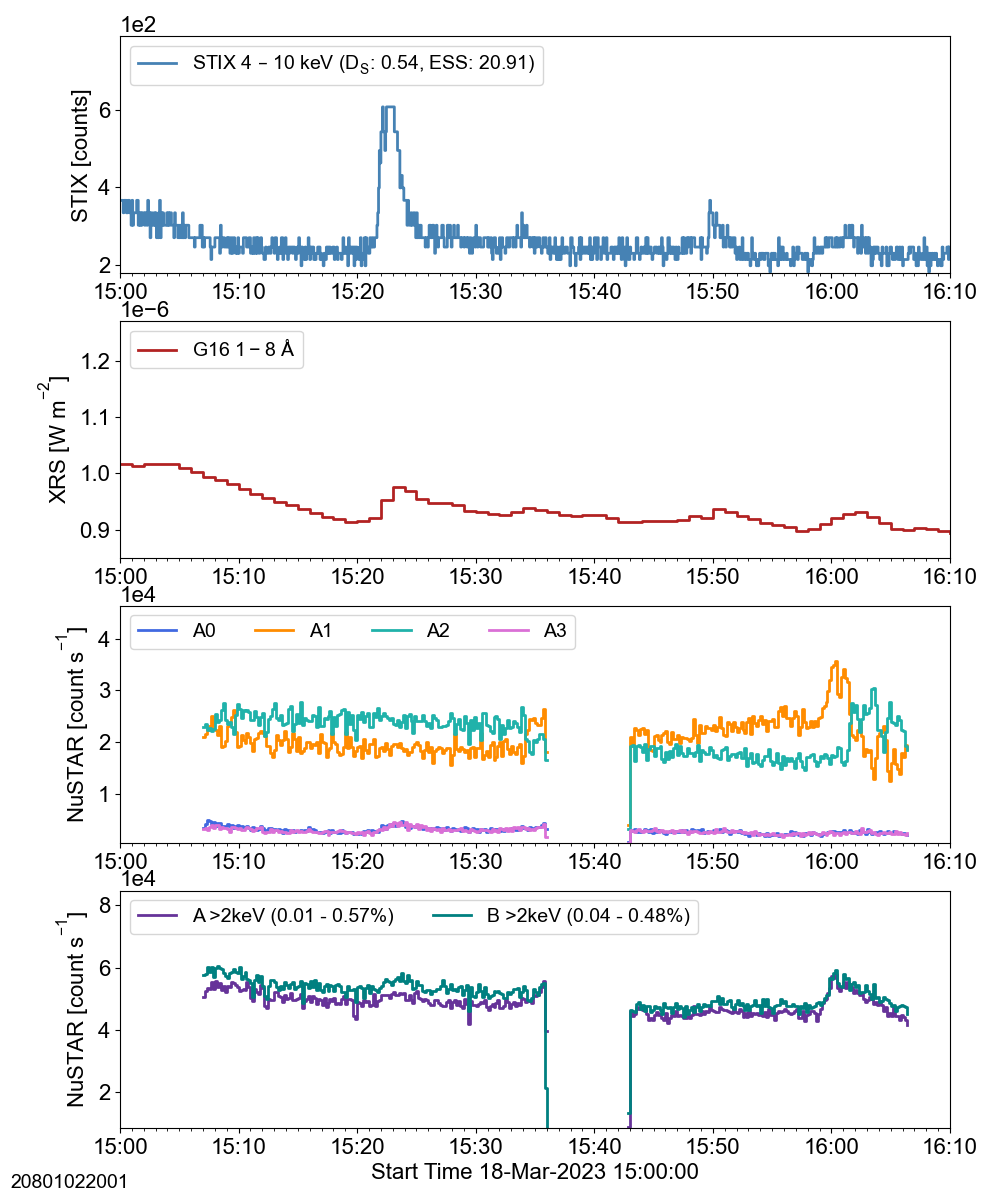 1e2
STIX 4 – 10 keV (D_S: 0.54, ESS: 20.91)
STIX [counts]
6
4
2
15:00 15:10 15:20 15:30 15:40 15:50 16:00 16:10
1e−6
G16 1 − 8 Å
XRS [W m⁻²]
1.2
1.1
1.0
0.9
15:00 15:10 15:20 15:30 15:40 15:50 16:00 16:10
1e4
A0 A1 A2 A3
NuSTAR [count s⁻¹]
4
3
2
1
15:00 15:10 15:20 15:30 15:40 15:50 16:00 16:10
1e4
A >2keV (0.01 - 0.57%) B >2keV (0.04 - 0.48%)
NuSTAR [count s⁻¹]
8
6
4
2
15:00 15:10 15:20 15:30 15:40 15:50 16:00 16:10
Start Time 18-Mar-2023 15:00:00
20801022001